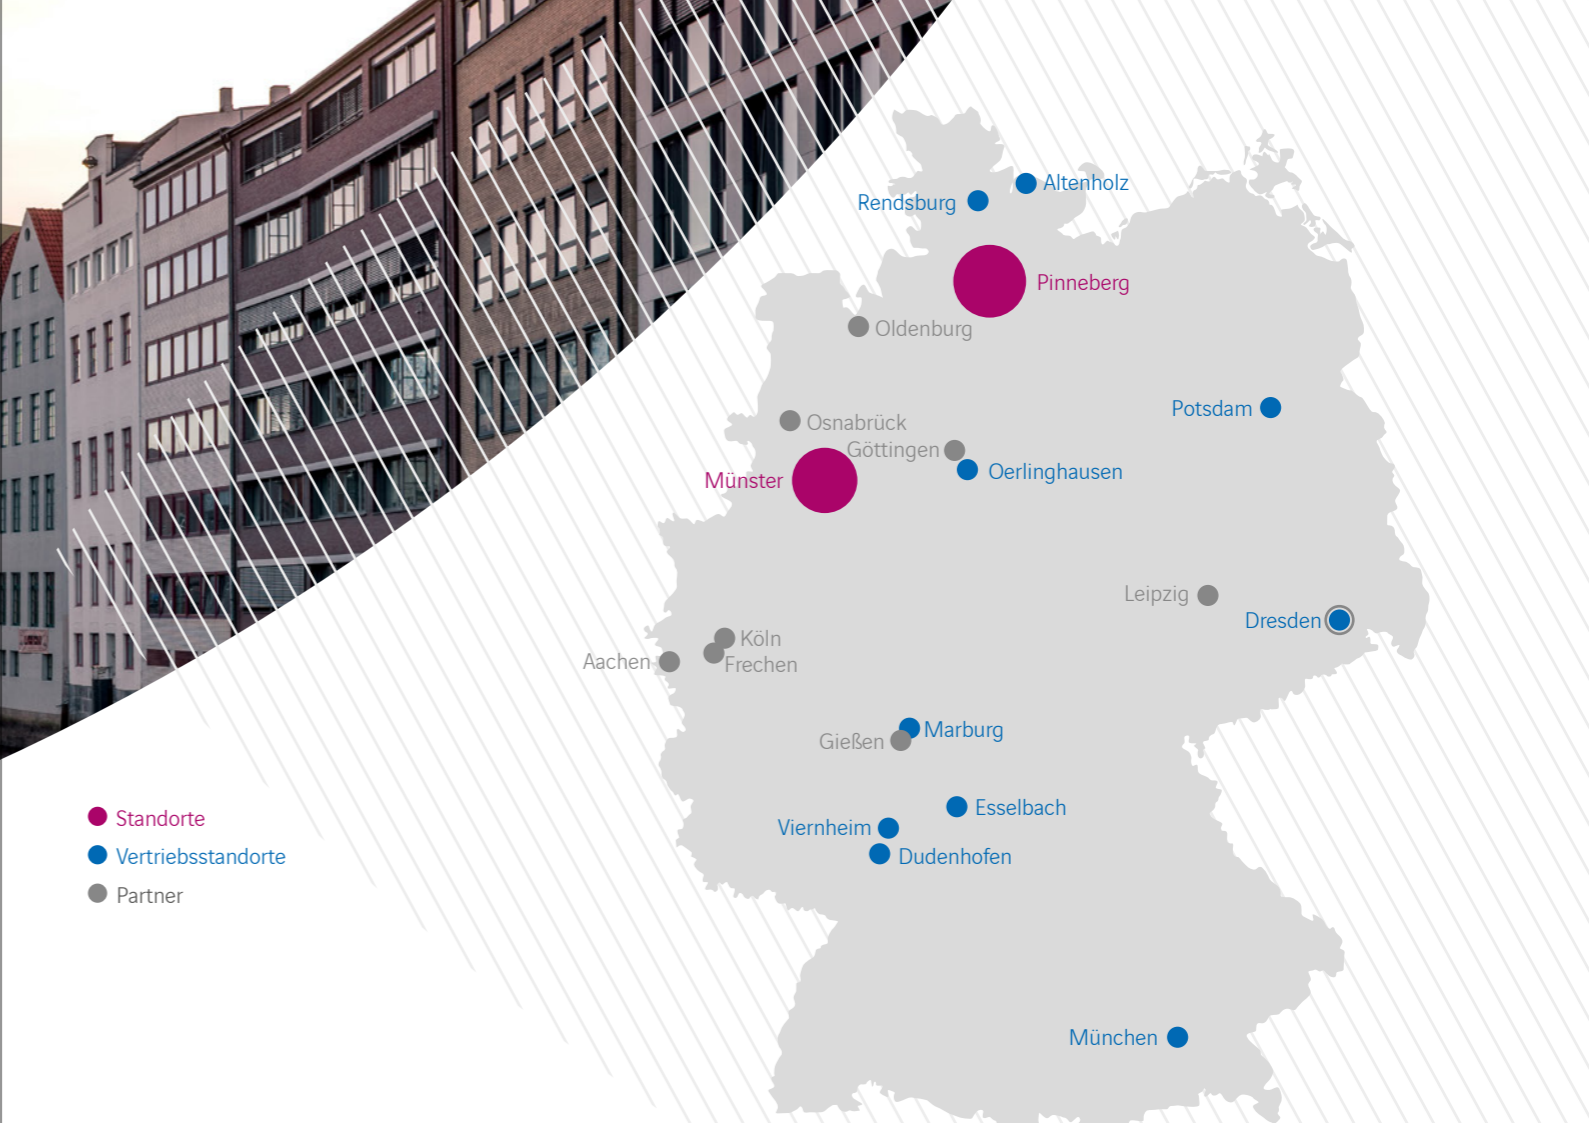 Altenholz
Rendsburg
Pinneberg
Oldenburg
Potsdam
Osnabrück
Göttingen
Oerlinghausen
Münster
Leipzig
Dresden
Köln
Aachen
Frechen
Marburg
Gießen
Esselbach
Viernheim
Dudenhofen
München
Standorte
Vertriebsstandorte
Partner